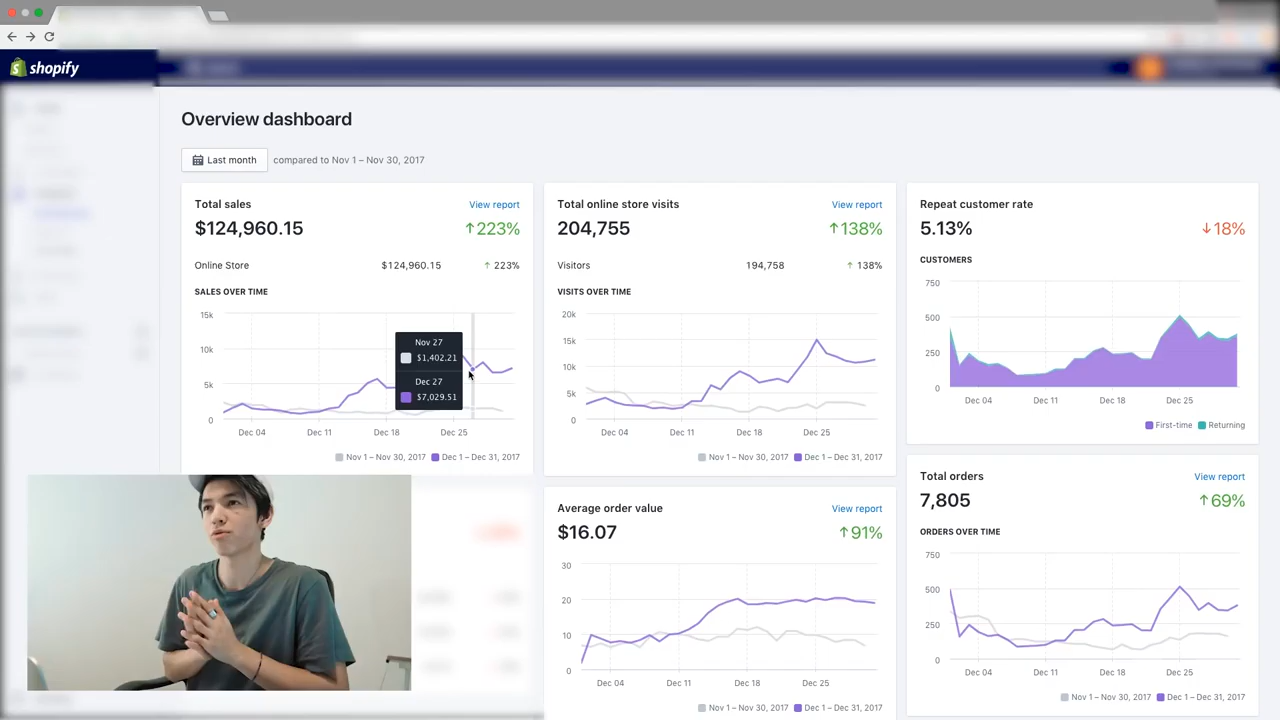 shopify
Overview dashboard
Last month compared to Nov 1 – Nov 30, 2017
Total sales View report
$124,960.15 ↑223%
Online Store $124,960.15 ↑ 223%
SALES OVER TIME
15k
10k
5k
0
Nov 27
$1,402.21
Dec 27
$7,029.51
Dec 04 Dec 11 Dec 18 Dec 25
Nov 1 – Nov 30, 2017 Dec 1 – Dec 31, 2017
Total online store visits View report
204,755 ↑138%
Visitors 194,758 ↑ 138%
VISITS OVER TIME
20k
15k
10k
5k
0
Dec 04 Dec 11 Dec 18 Dec 25
Nov 1 – Nov 30, 2017 Dec 1 – Dec 31, 2017
Average order value View report
$16.07 ↑91%
30
20
10
0
Dec 04 Dec 11 Dec 18 Dec 25
Nov 1 – Nov 30, 2017 Dec 1 – Dec 31, 2017
Repeat customer rate
5.13% ↓18%
CUSTOMERS
750
500
250
0
Dec 04 Dec 11 Dec 18 Dec 25
First-time Returning
Total orders View report
7,805 ↑69%
ORDERS OVER TIME
750
500
250
0
Dec 04 Dec 11 Dec 18 Dec 25
Nov 1 – Nov 30, 2017 Dec 1 – Dec 31, 2017